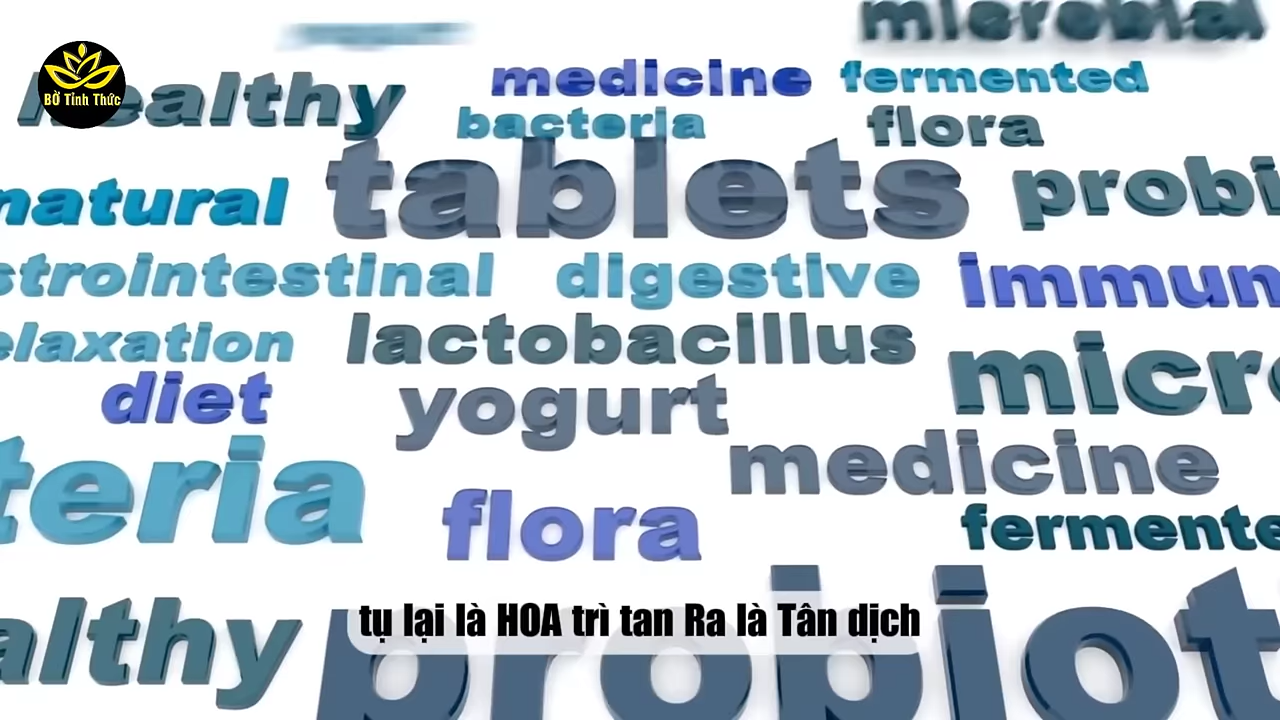 microbial
healthy
BỜ Tỉnh Thức
medicine fermented
bacteria flora
natural tablets probi
strointestinal digestive immun
elaxation lactobacillus
diet yogurt micro
teria medicine
flora fermente
althy probiot
tụ lại là HOA trì tan Ra là Tân dịch